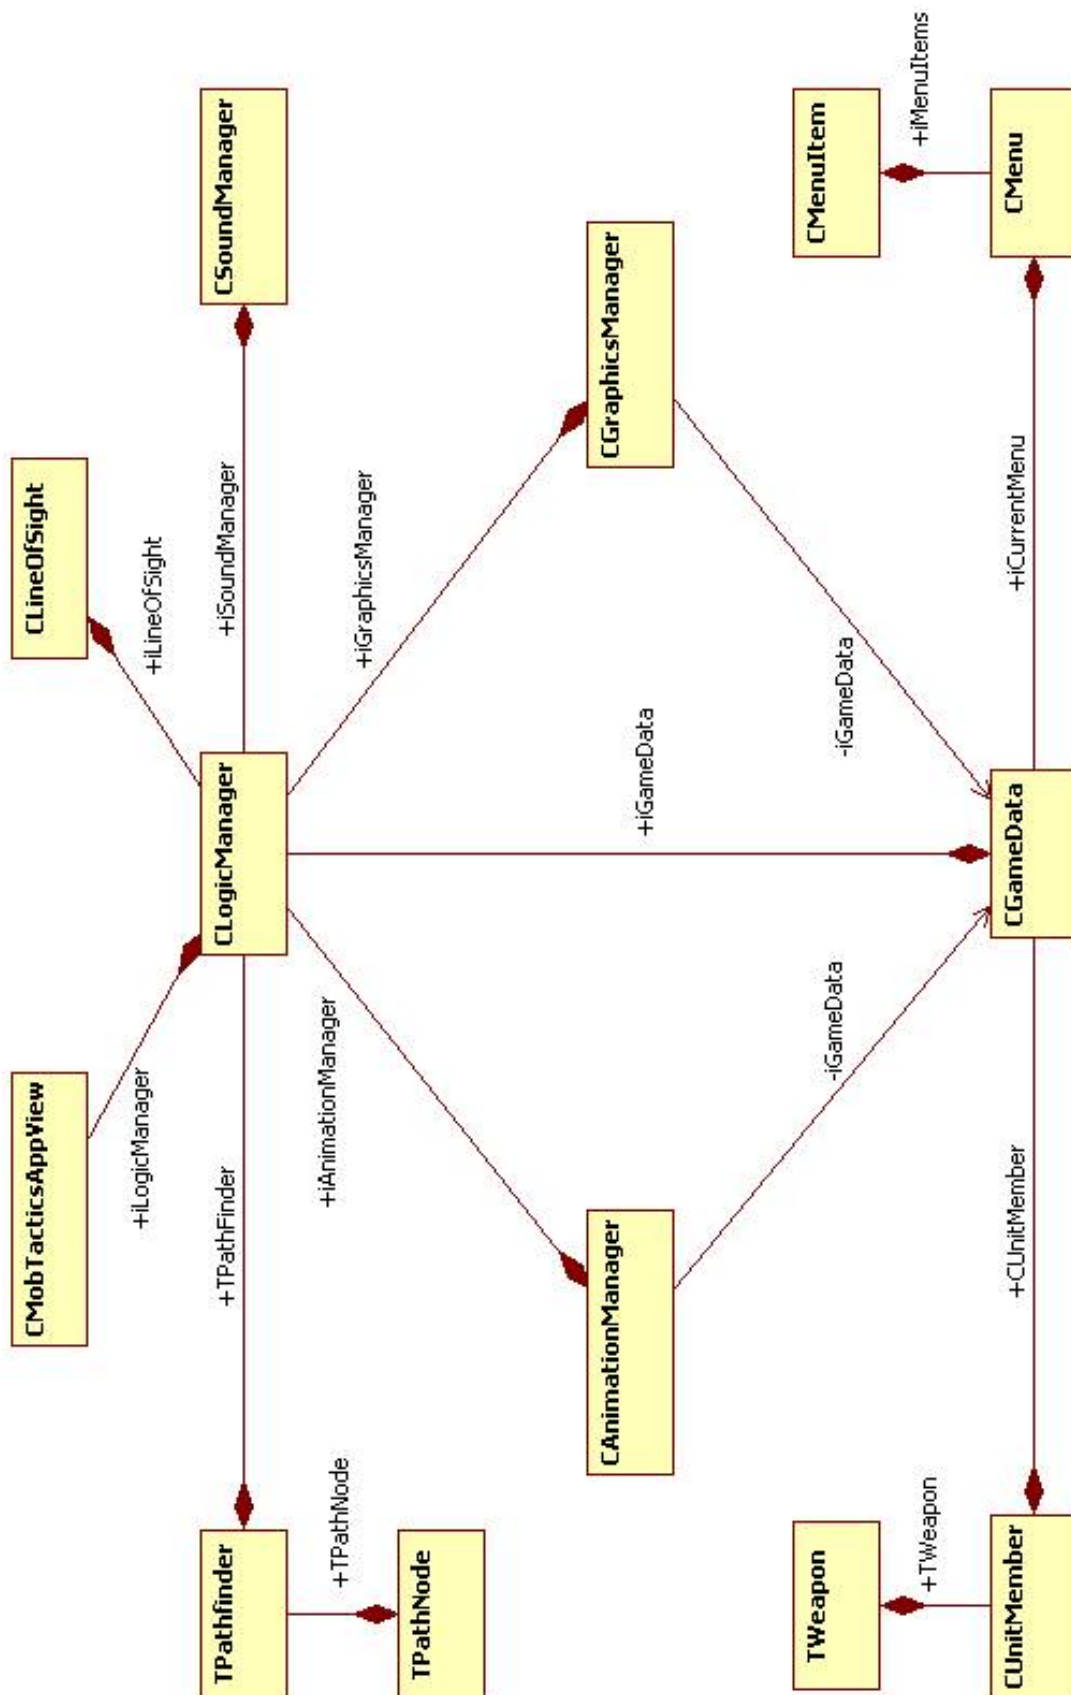 CMobTacticsAppView
CLineOfSight
+iLogicManager
+iLineOfSight
TPathfinder
+TPathFinder
CLogicManager
+iSoundManager
CSoundManager
+TPathNode
+iAnimationManager
+iGraphicsManager
TPathNode
CAnimationManager
+iGameData
CGraphicsManager
-iGameData
-iGameData
TWeapon
CMenuItem
+TWeapon
+iMenuItems
CUnitMember
+CUnitMember
CGameData
+iCurrentMenu
CMenu